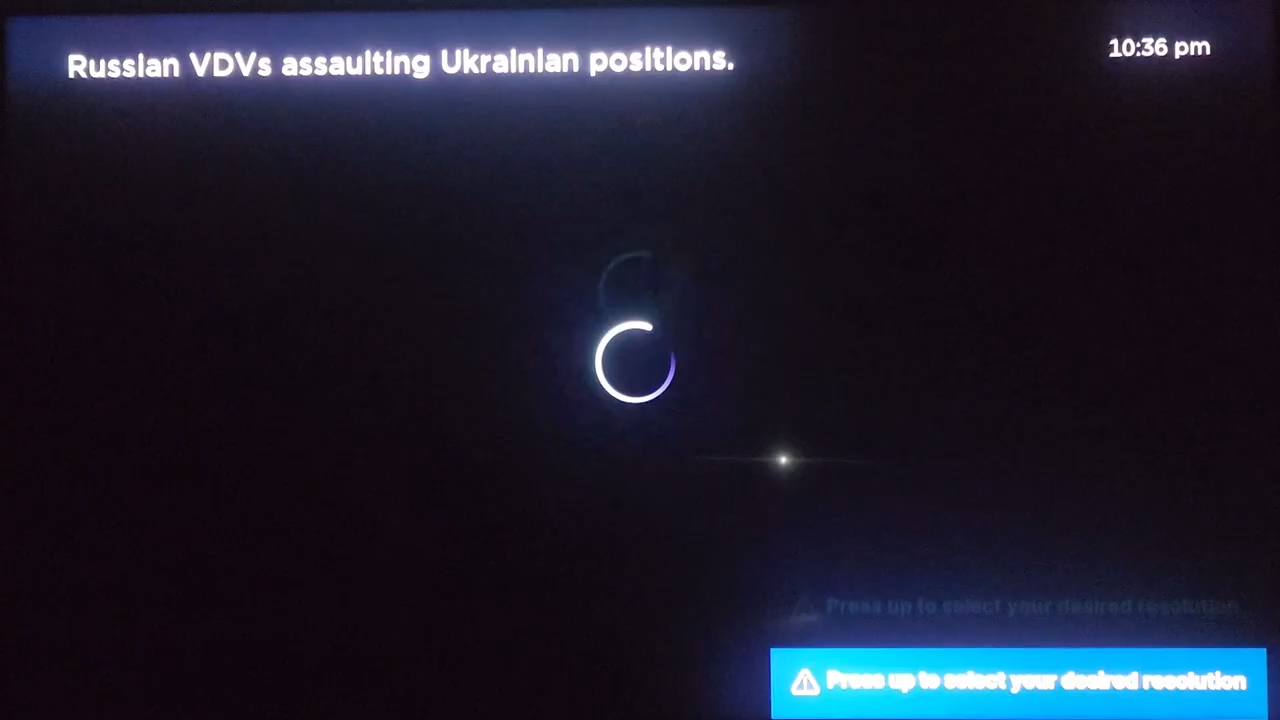 Russian VDVs assaulting Ukrainian positions.
10:36 pm
Press up to select your desired resolution
Press up to select your desired resolution